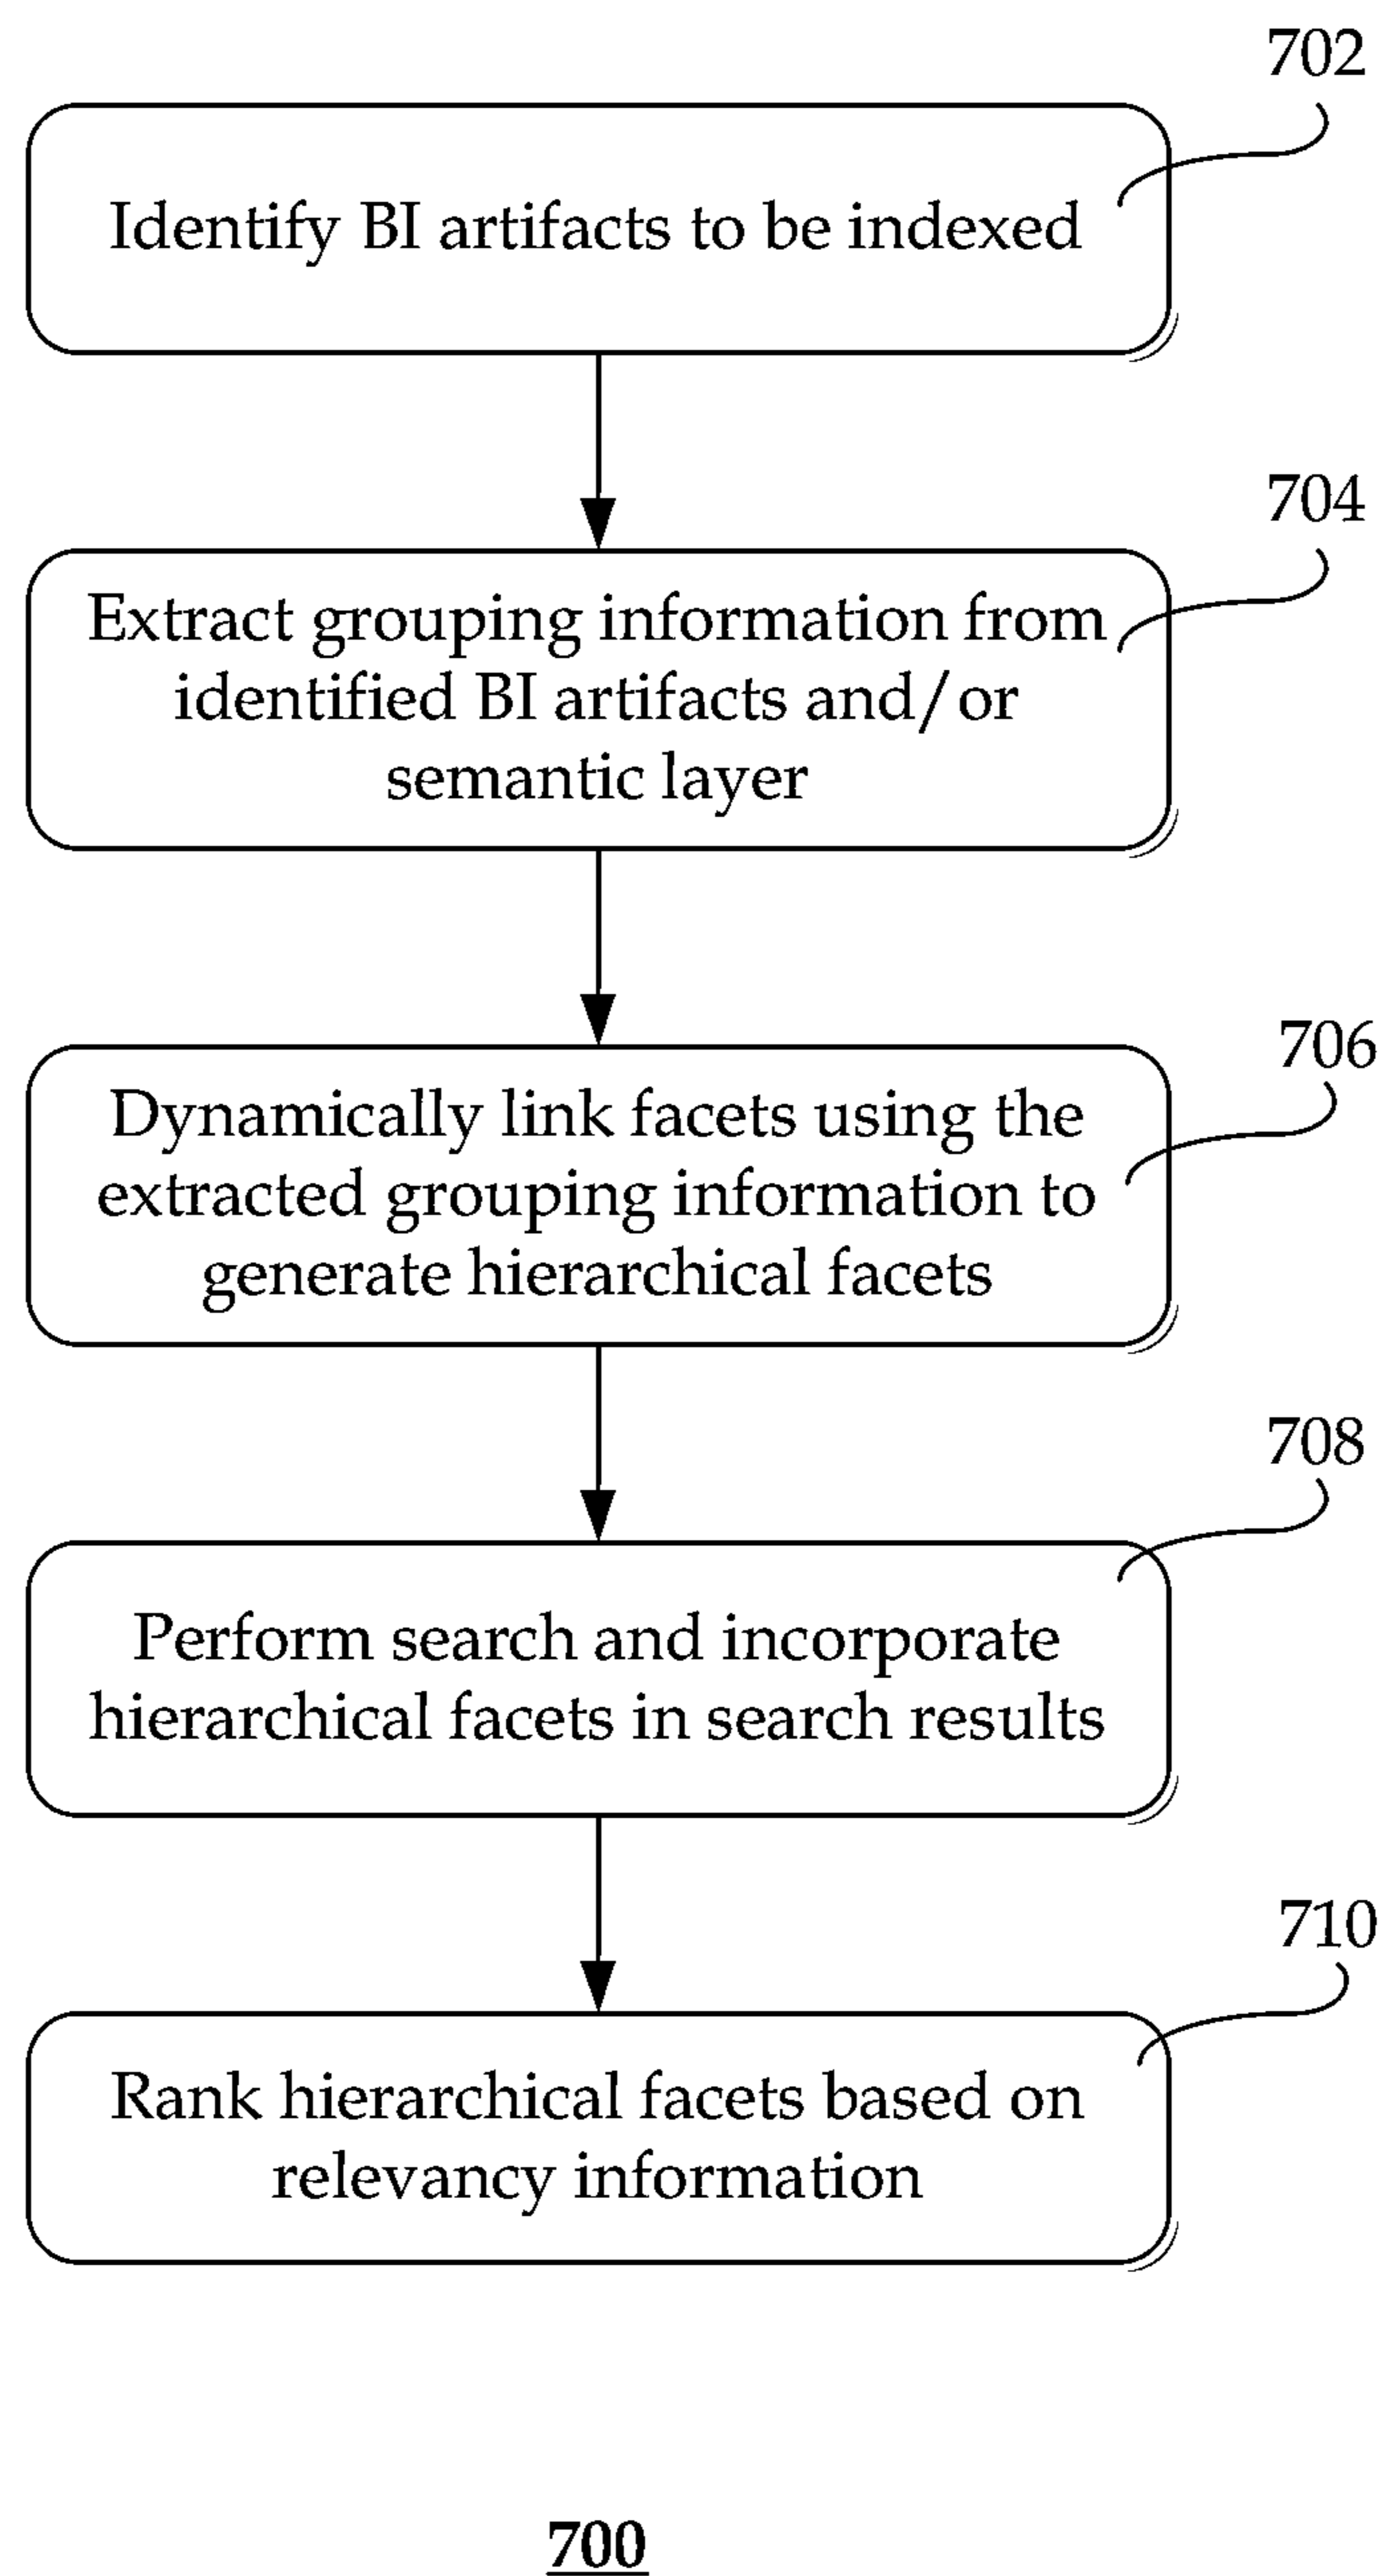 702
Identify BI artifacts to be indexed
704
Extract grouping information from
identified BI artifacts and/or
semantic layer
706
Dynamically link facets using the
extracted grouping information to
generate hierarchical facets
708
Perform search and incorporate
hierarchical facets in search results
710
Rank hierarchical facets based on
relevancy information
700